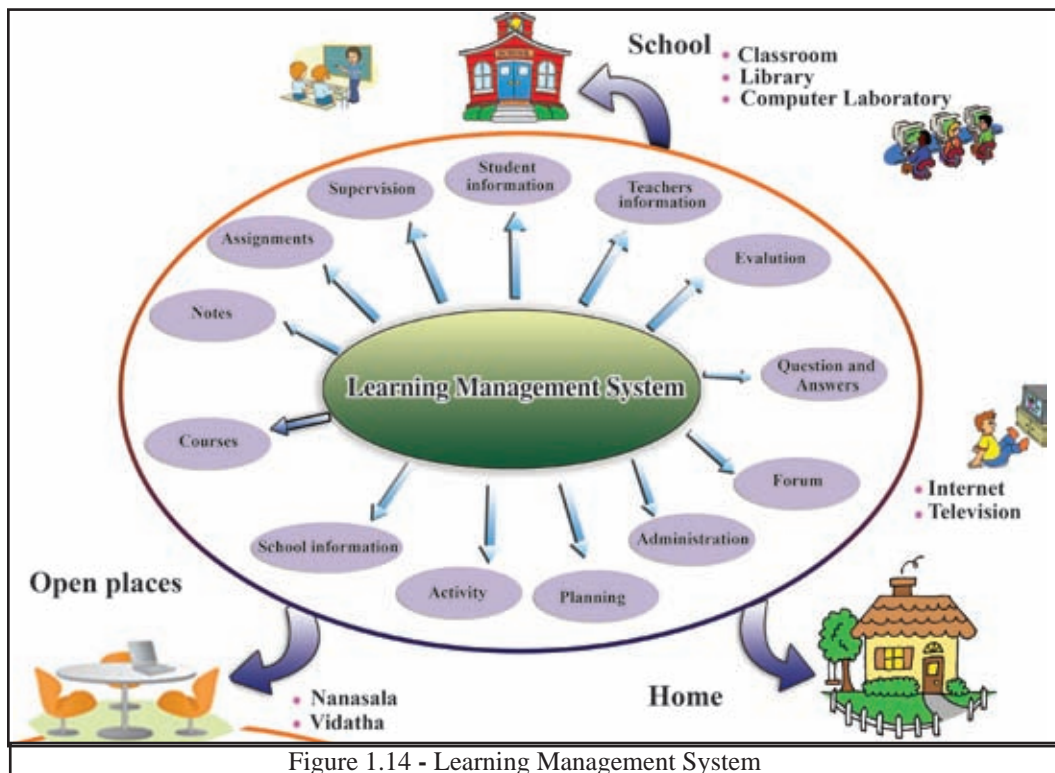 School
• Classroom
• Library
• Computer Laboratory
SCHOOL
Student
information
Supervision
Teachers
information
Assignments
Evalution
Notes
Question and
Answers
Learning Management System
Courses
Forum
• Internet
• Television
School information
Administration
Activity
Planning
Open places
• Nanasala
• Vidatha
Home
Figure 1.14 - Learning Management System